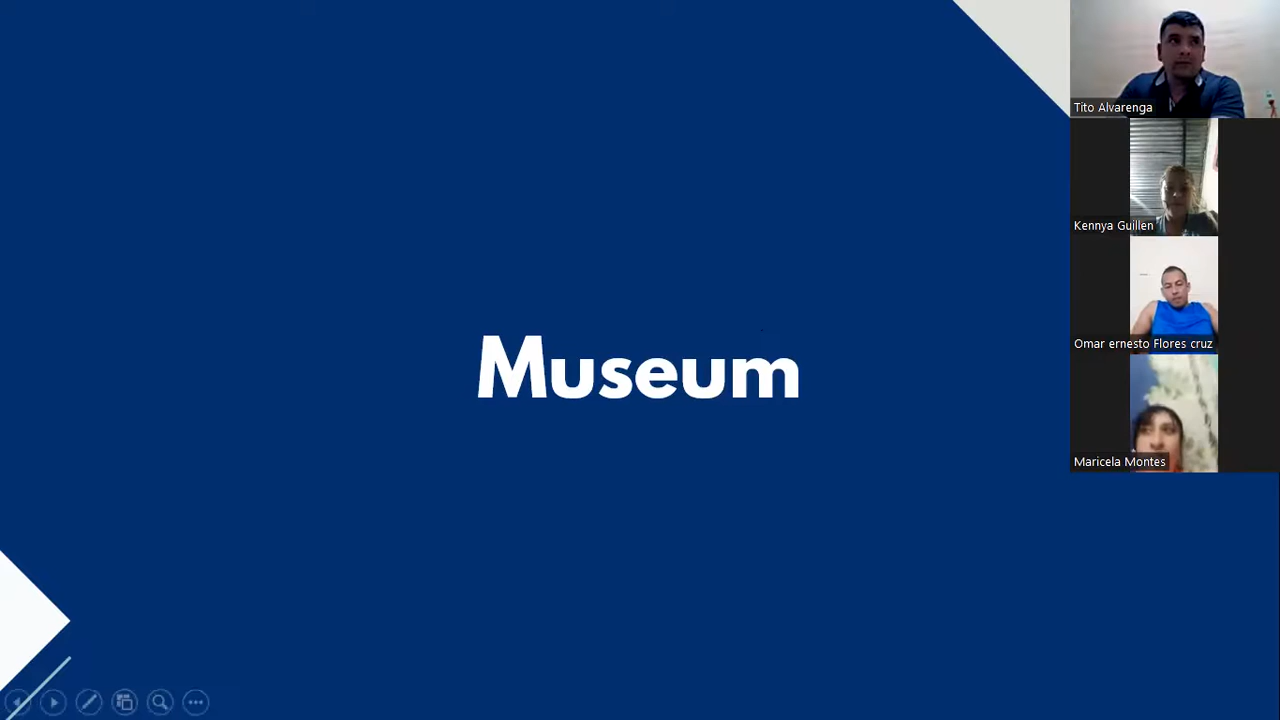 Museum
Tito Alvarenga
Kennya Guillen
Omar ernesto Flores cruz
Maricela Montes